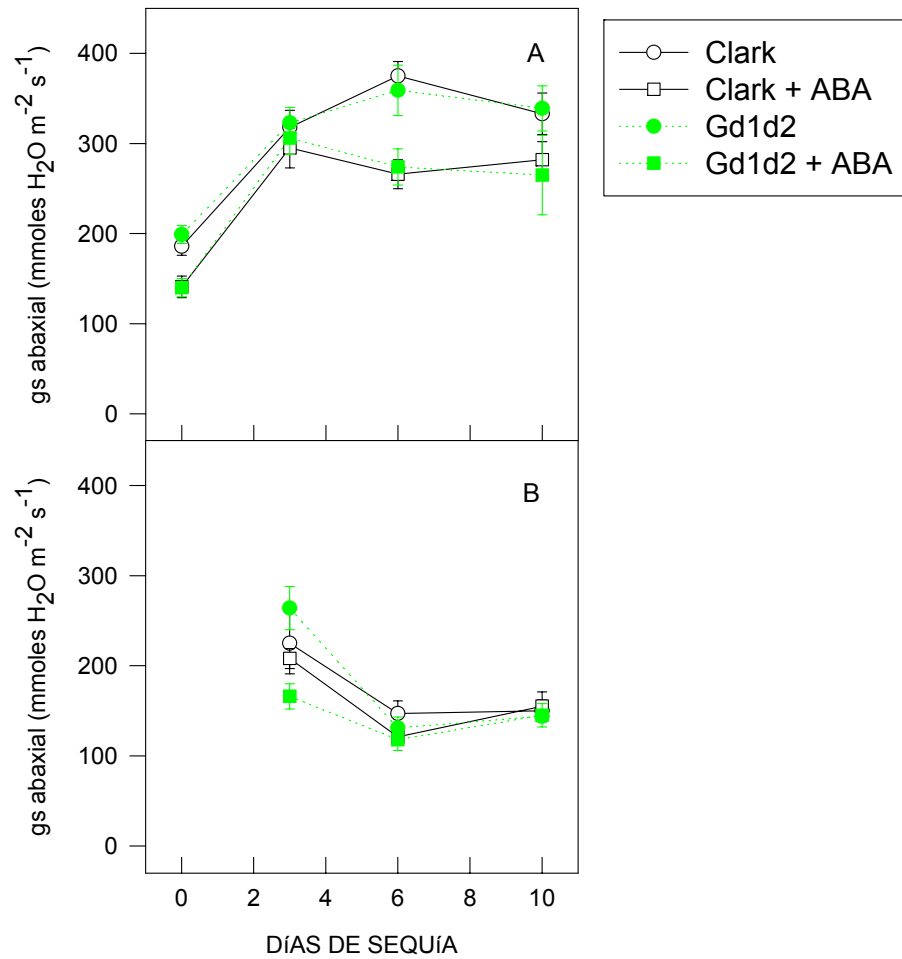 A
400
300
200
100
0
gs abaxial (mmoles H₂O m⁻² s⁻¹)
Clark
Clark + ABA
Gd1d2
Gd1d2 + ABA
B
400
300
200
100
0
gs abaxial (mmoles H₂O m⁻² s⁻¹)
0 2 4 6 8 10
DíAS DE SEQUíA